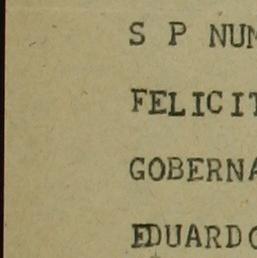 S P NUM
FELICIT
GOBERNA
EDUARDO